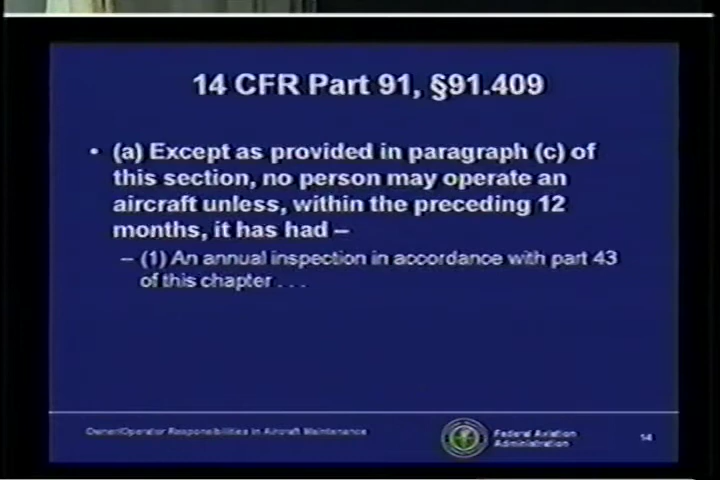 14 CFR Part 91, §91.409
• (a) Except as provided in paragraph (c) of
this section, no person may operate an
aircraft unless, within the preceding 12
months, it has had –
– (1) An annual inspection in accordance with part 43
of this chapter . . .
Owner/Operator Responsibilities in Aircraft Maintenance
Federal Aviation
Administration
14